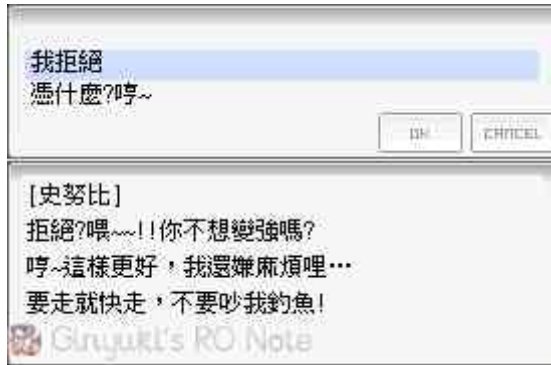 我拒絕
憑什麼?哼~
OK
CANCEL
[史努比]
拒絕?喂~~!!你不想變強嗎?
哼~這樣更好，我還嫌麻煩哩…
要走就快走，不要吵我釣魚!
Ginyuki's RO Note